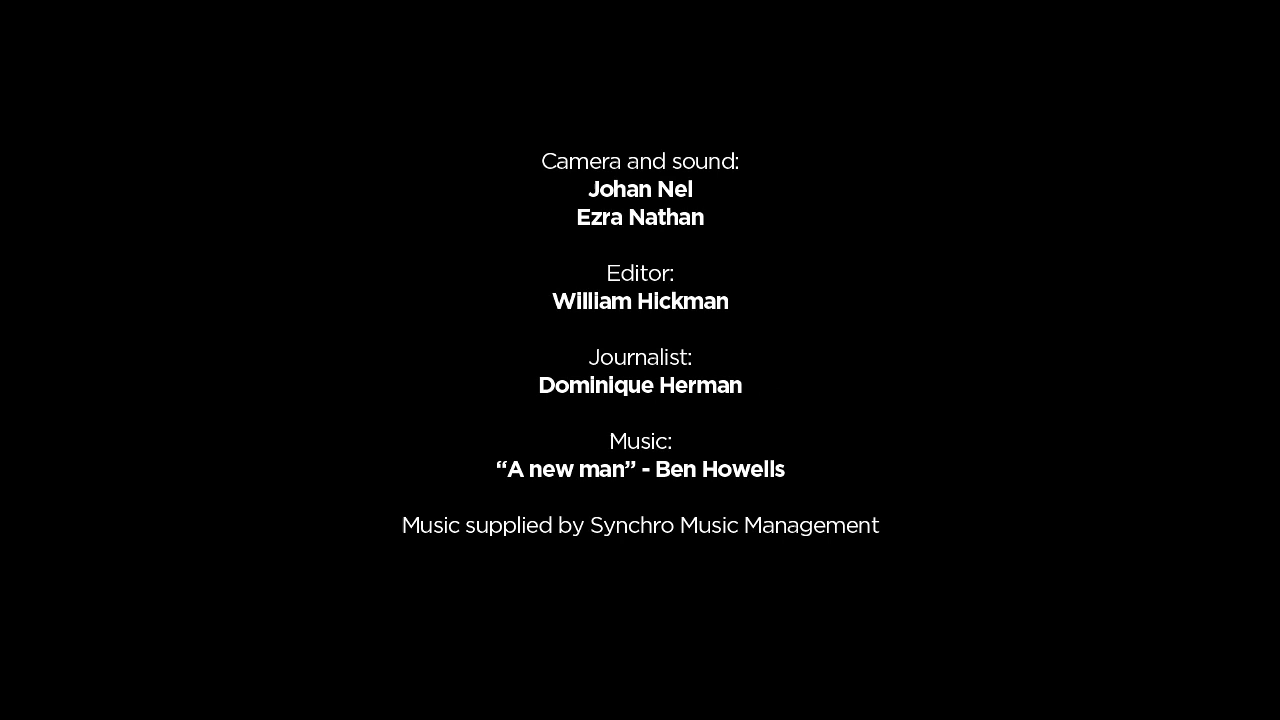 Camera and sound:
Johan Nel
Ezra Nathan
Editor:
William Hickman
Journalist:
Dominique Herman
Music:
“A new man” - Ben Howells
Music supplied by Synchro Music Management